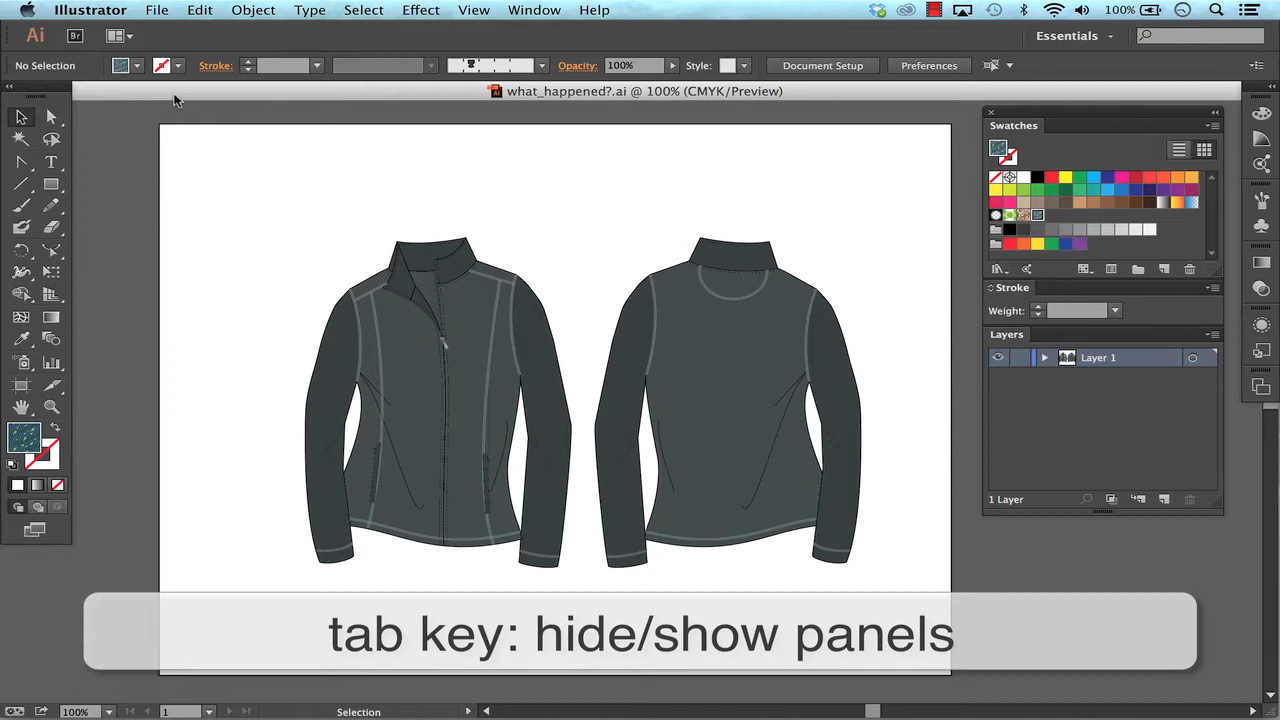 Illustrator File Edit Object Type Select Effect View Window Help 100%
Ai Br Essentials
No Selection Stroke: Opacity: 100% Style: Document Setup Preferences
Ai what_happened?.ai @ 100% (CMYK/Preview)
Swatches
Stroke
Weight:
Layers
Layer 1
1 Layer
tab key: hide/show panels
100% 1 Selection